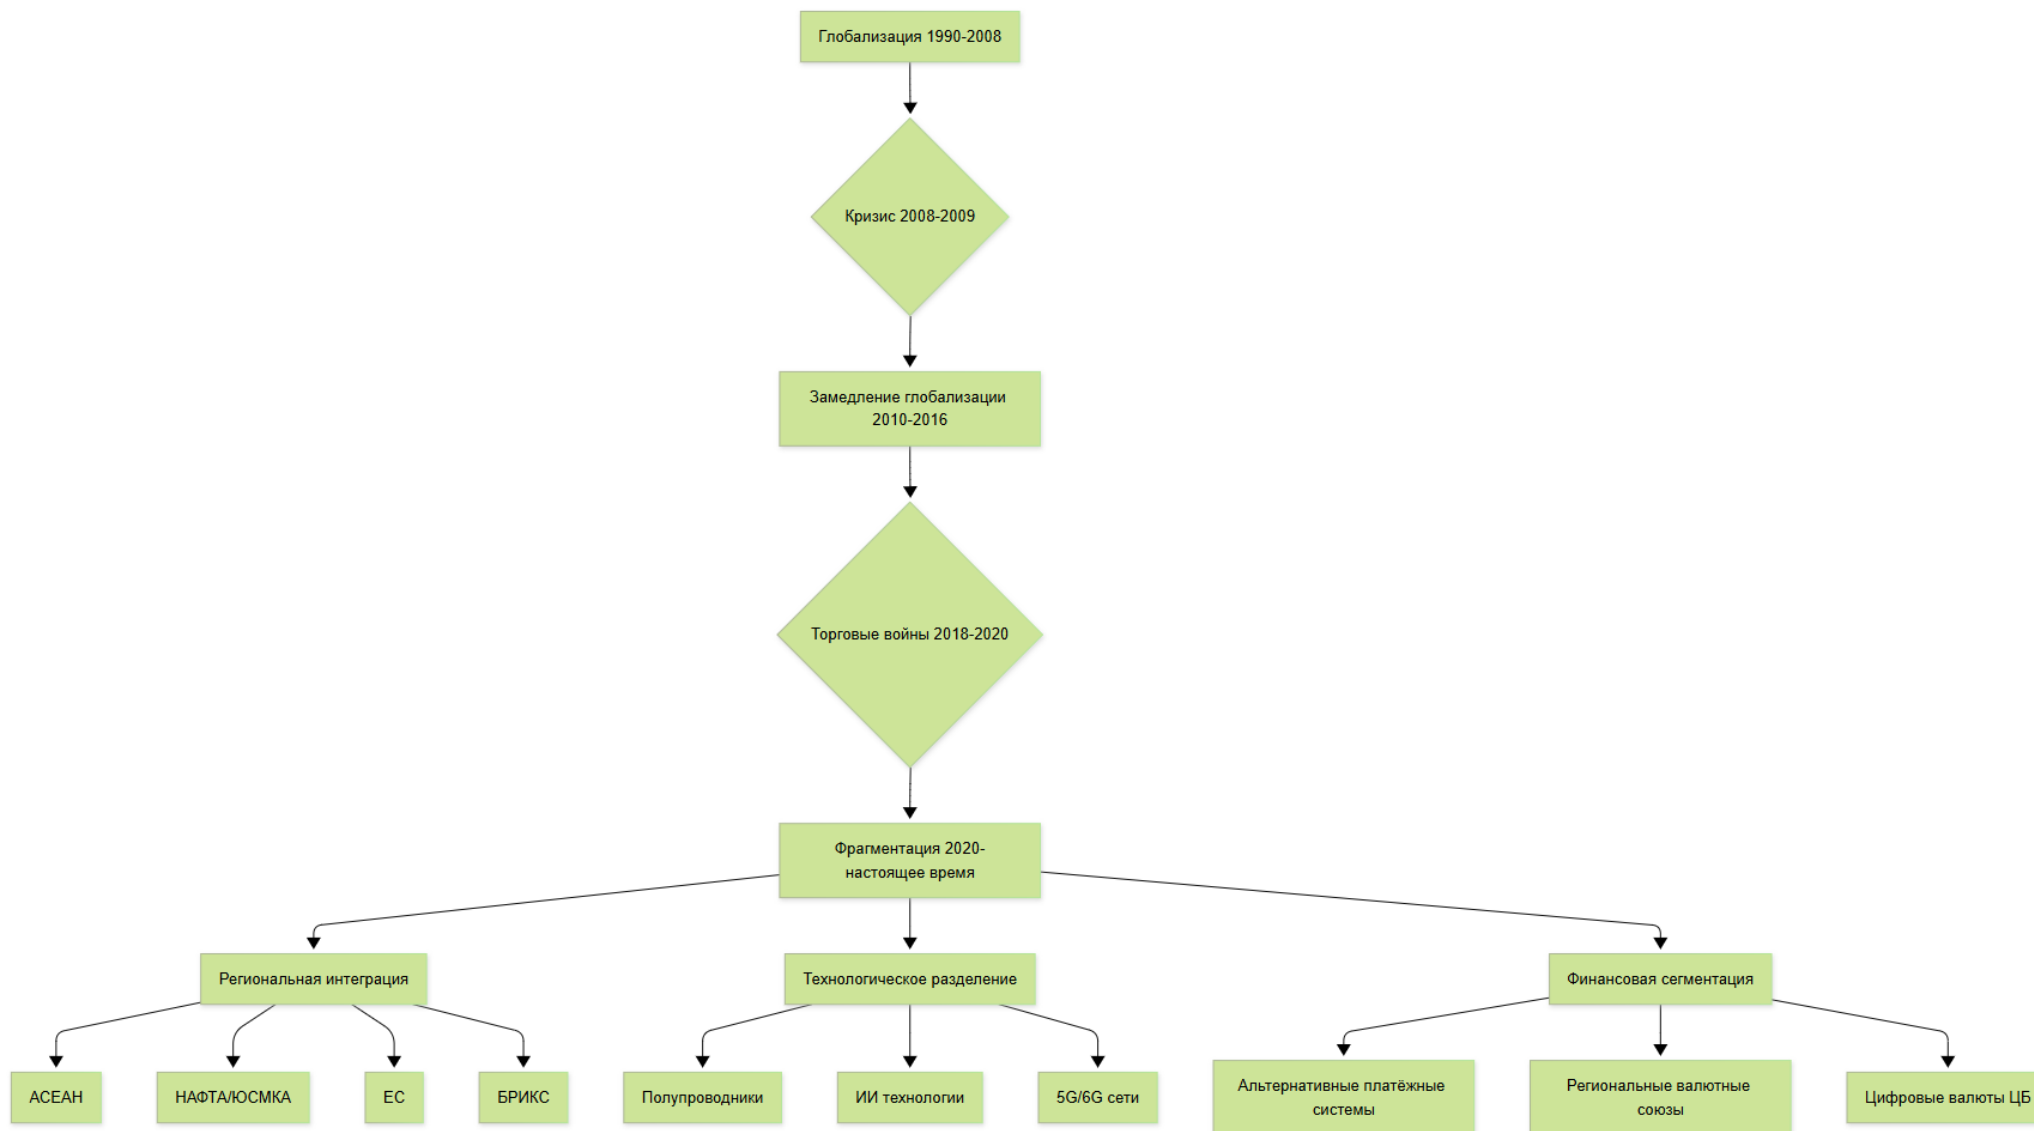 Глобализация 1990-2008
Кризис 2008-2009
Замедление глобализации
2010-2016
Торговые войны 2018-2020
Фрагментация 2020-
настоящее время
Региональная интеграция
Технологическое разделение
Финансовая сегментация
АСЕАН
НАФТА/ЮСМКА
ЕС
БРИКС
Полупроводники
ИИ технологии
5G/6G сети
Альтернативные платёжные
системы
Региональные валютные
союзы
Цифровые валюты ЦБ